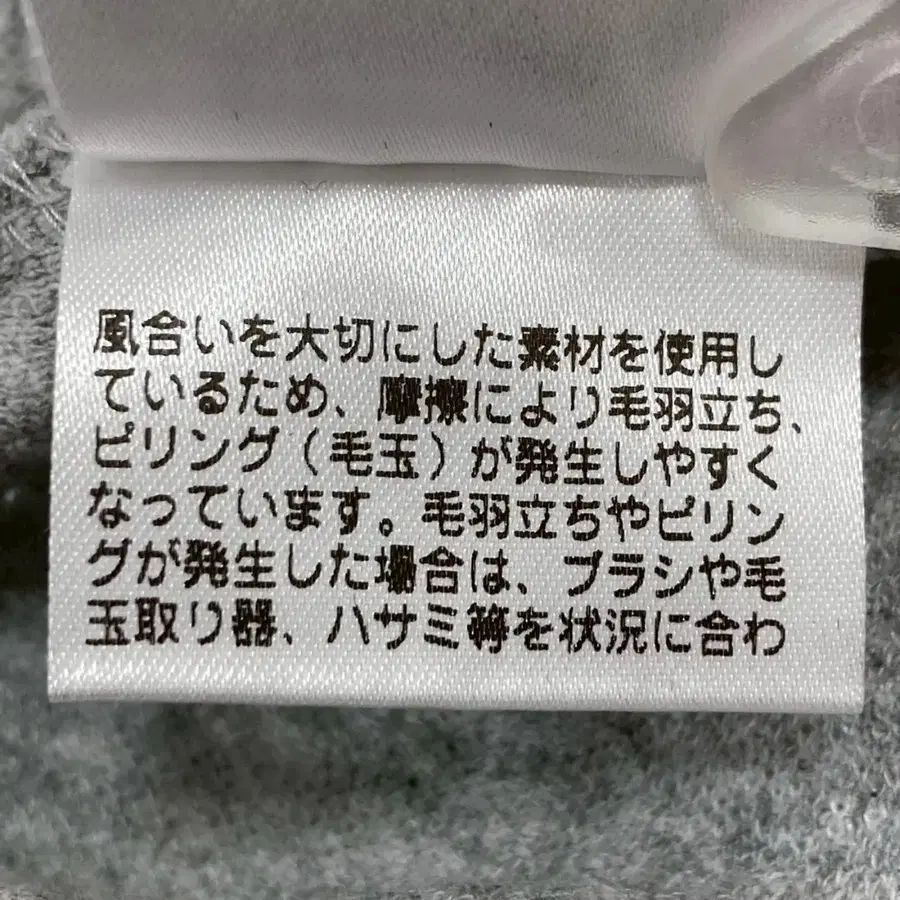 風合いを大切にした素材を使用し
ているため、摩擦により毛羽立ち、
ピリング（毛玉）が発生しやすく
なっています。毛羽立ちやピリン
グが発生した場合は、ブラシや毛
玉取り器、ハサミ等を状況に合わ